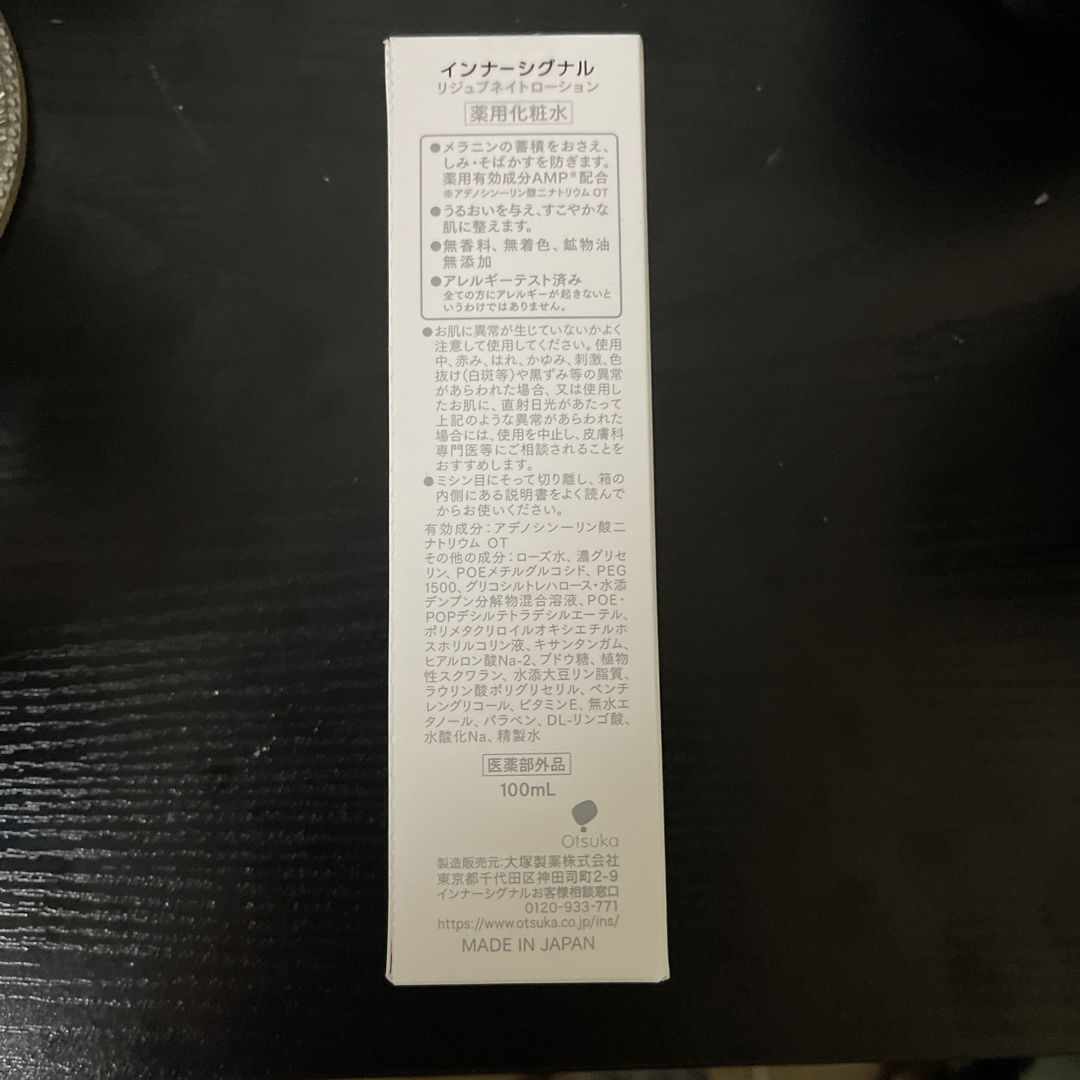 インナーシグナル
リジュブネイトローション
薬用化粧水
●メラニンの蓄積をおさえ、
しみ・そばかすを防ぎます。
薬用有効成分AMP※配合
※アデノシン一リン酸二ナトリウム OT
●うるおいを与え、すこやかな
肌に整えます。
●無香料、無着色、鉱物油
無添加
●アレルギーテスト済み
全ての方にアレルギーが起きないと
いうわけではありません。
●お肌に異常が生じていないかよく
注意して使用してください。使用
中、赤み、はれ、かゆみ、刺激、色
抜け(白斑等)や黒ずみ等の異常
があらわれた場合、又は使用し
たお肌に、直射日光があたって
上記のような異常があらわれた
場合には、使用を中止し、皮膚科
専門医等にご相談されることを
おすすめします。
●ミシン目にそって切り離し、箱の
内側にある説明書をよく読んで
からお使いください。
有効成分：アデノシン一リン酸二
ナトリウム OT
その他の成分：ローズ水、濃グリセ
リン、POEメチルグルコシド、PEG
1500、グリコシルトレハロース・水添
デンプン分解物混合溶液、POE・
POPデシルテトラデシルエーテル、
ポリメタクリロイルオキシエチルホ
スホリルコリン液、キサンタンガム、
ヒアルロン酸Na-2、ブドウ糖、植物
性スクワラン、水添大豆リン脂質、
ラウリン酸ポリグリセリル、ペンチ
レングリコール、ビタミンE、無水エ
タノール、パラベン、DL-リンゴ酸、
水酸化Na、精製水
医薬部外品
100mL
Otsuka
製造販売元：大塚製薬株式会社
東京都千代田区神田司町2-9
インナーシグナルお客様相談窓口
0120-933-771
https://www.otsuka.co.jp/ins/
MADE IN JAPAN